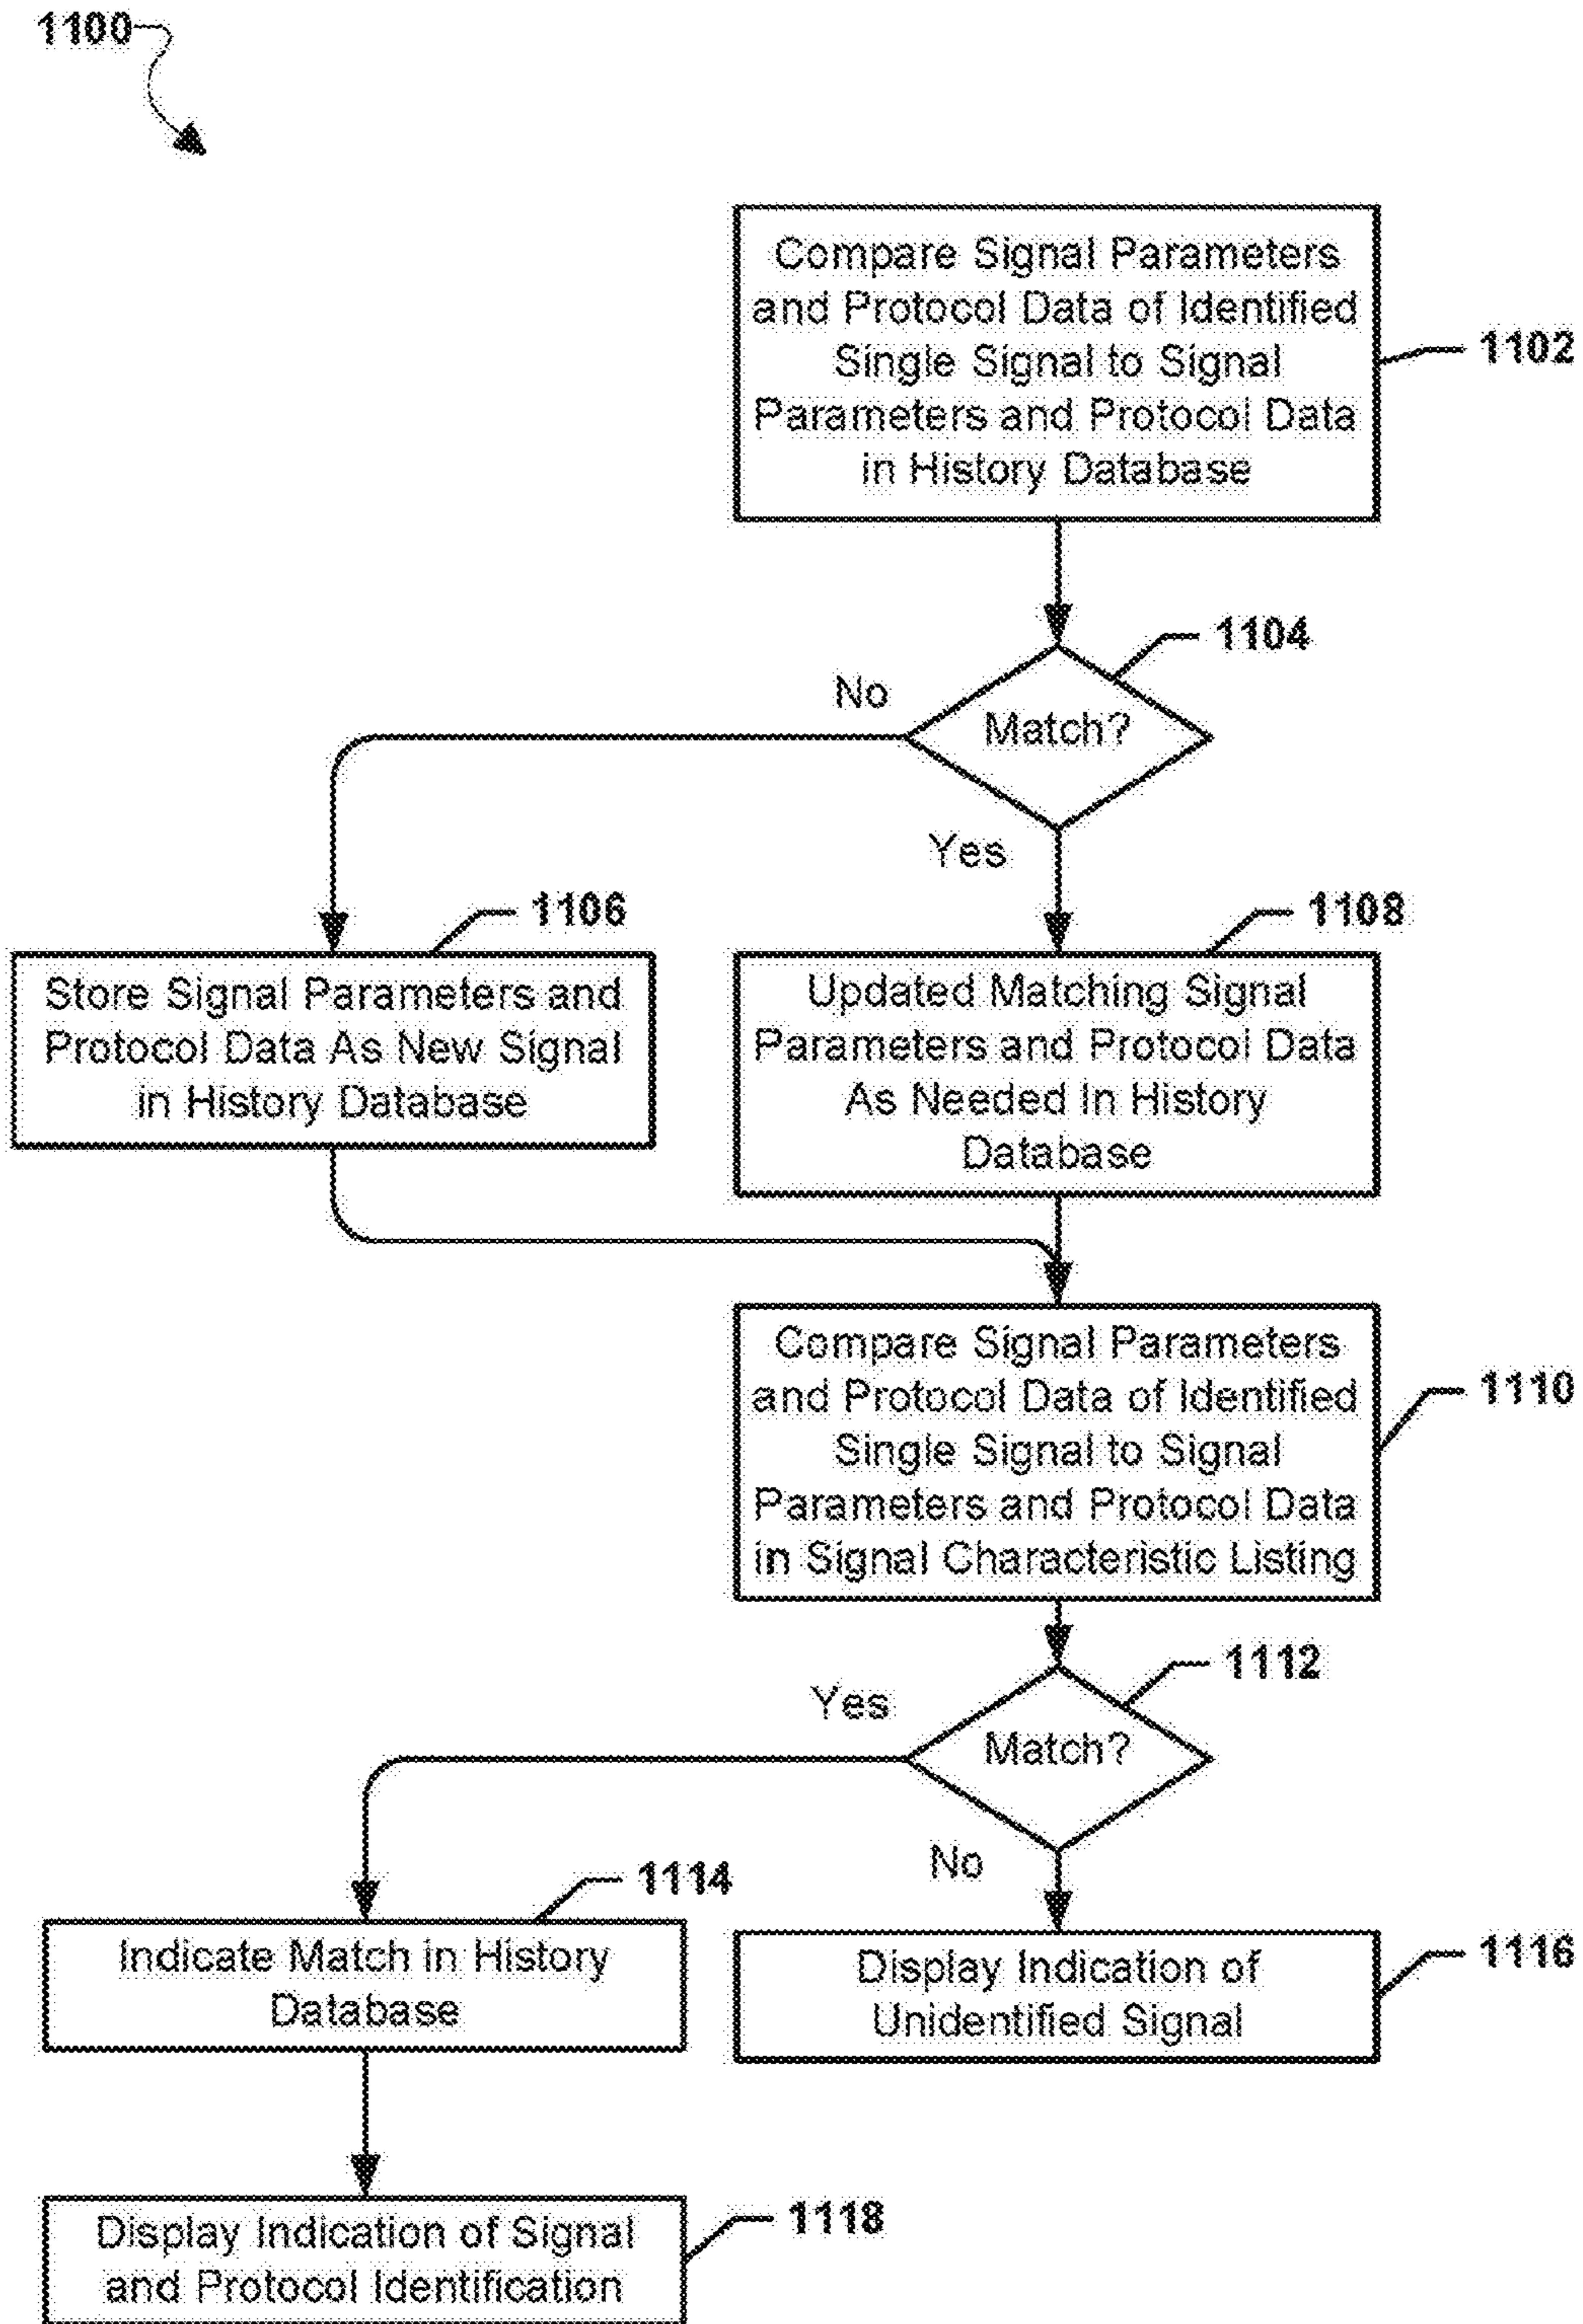 1100
Compare Signal Parameters
and Protocol Data of Identified
Single Signal to Signal
Parameters and Protocol Data
in History Database
1102
1104
No
Match?
Yes
1106
1108
Store Signal Parameters and
Protocol Data As New Signal
in History Database
Updated Matching Signal
Parameters and Protocol Data
As Needed In History
Database
Compare Signal Parameters
and Protocol Data of Identified
Single Signal to Signal
Parameters and Protocol Data
in Signal Characteristic Listing
1110
1112
Yes
Match?
No
1114
Indicate Match in History
Database
Display Indication of
Unidentified Signal
1116
Display Indication of Signal
and Protocol Identification
1118